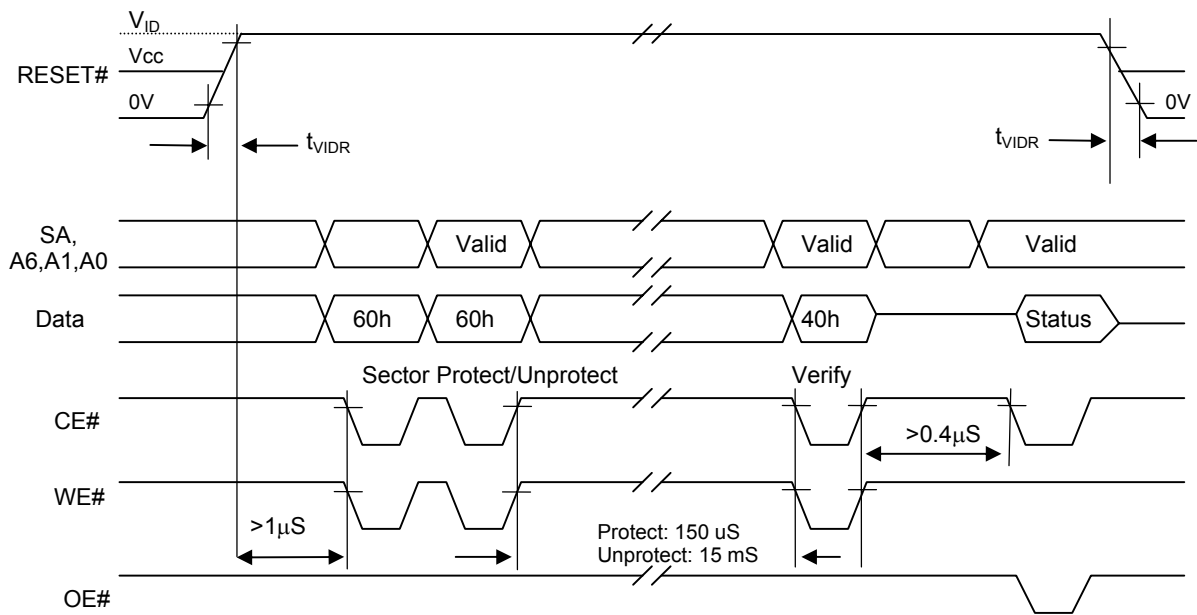 V_ID
Vcc
RESET#
0V
0V
t_VIDR
t_VIDR
SA,
A6,A1,A0
Valid
Valid
Valid
Data
60h
60h
40h
Status
Sector Protect/Unprotect
Verify
CE#
>0.4μS
WE#
>1μS
Protect: 150 uS
Unprotect: 15 mS
OE#